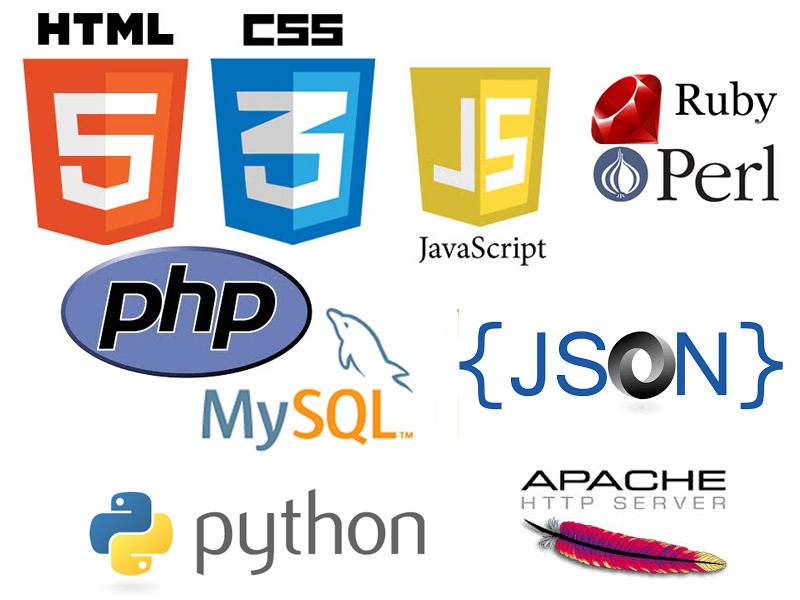 HTML
5
CSS
3
JS
JavaScript
Ruby
Perl
php
MySQL™
{JSON}
python
APACHE
HTTP SERVER